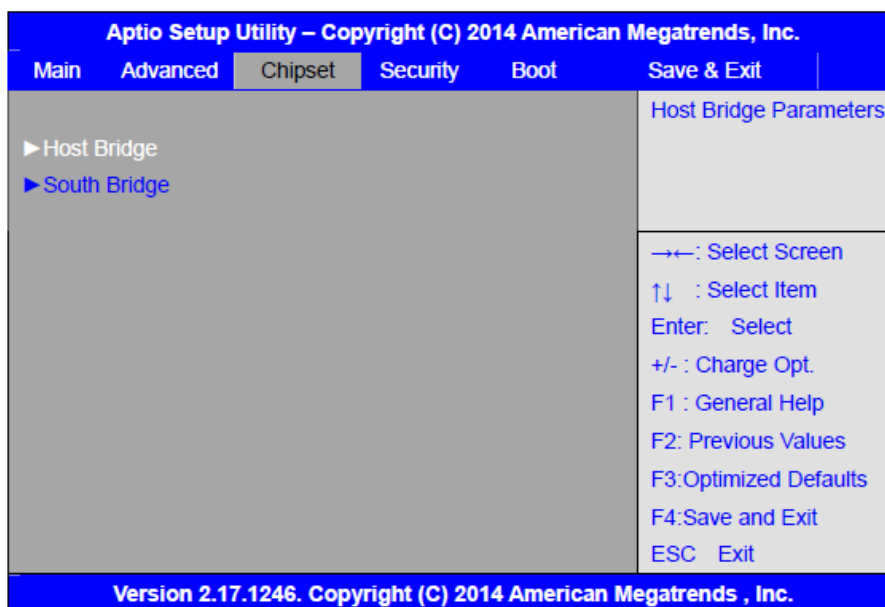 Aptio Setup Utility – Copyright (C) 2014 American Megatrends, Inc.
Main Advanced Chipset Security Boot Save & Exit
►Host Bridge
►South Bridge
Host Bridge Parameters
→←: Select Screen
↑↓ : Select Item
Enter: Select
+/- : Charge Opt.
F1 : General Help
F2: Previous Values
F3:Optimized Defaults
F4:Save and Exit
ESC Exit
Version 2.17.1246. Copyright (C) 2014 American Megatrends , Inc.